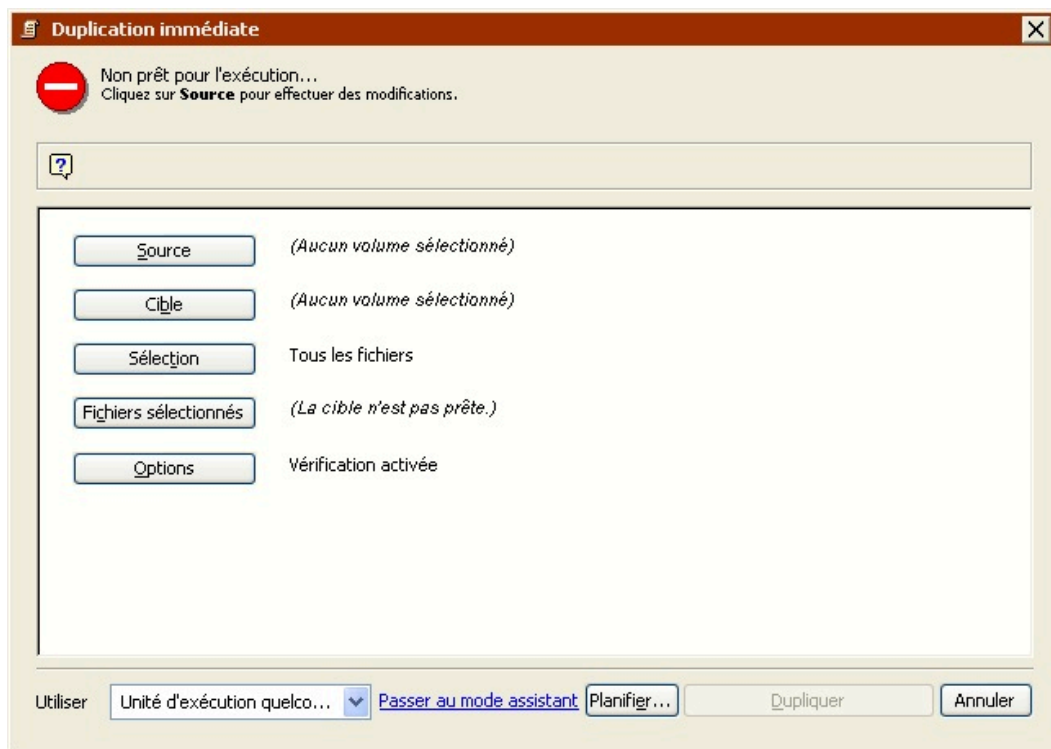 Duplication immédiate
Non prêt pour l'exécution...
Cliquez sur Source pour effectuer des modifications.
Source (Aucun volume sélectionné)
Cible (Aucun volume sélectionné)
Sélection Tous les fichiers
Fichiers sélectionnés (La cible n'est pas prête.)
Options Vérification activée
Utiliser Unité d'exécution quelco... Passer au mode assistant Planifier... Dupliquer Annuler